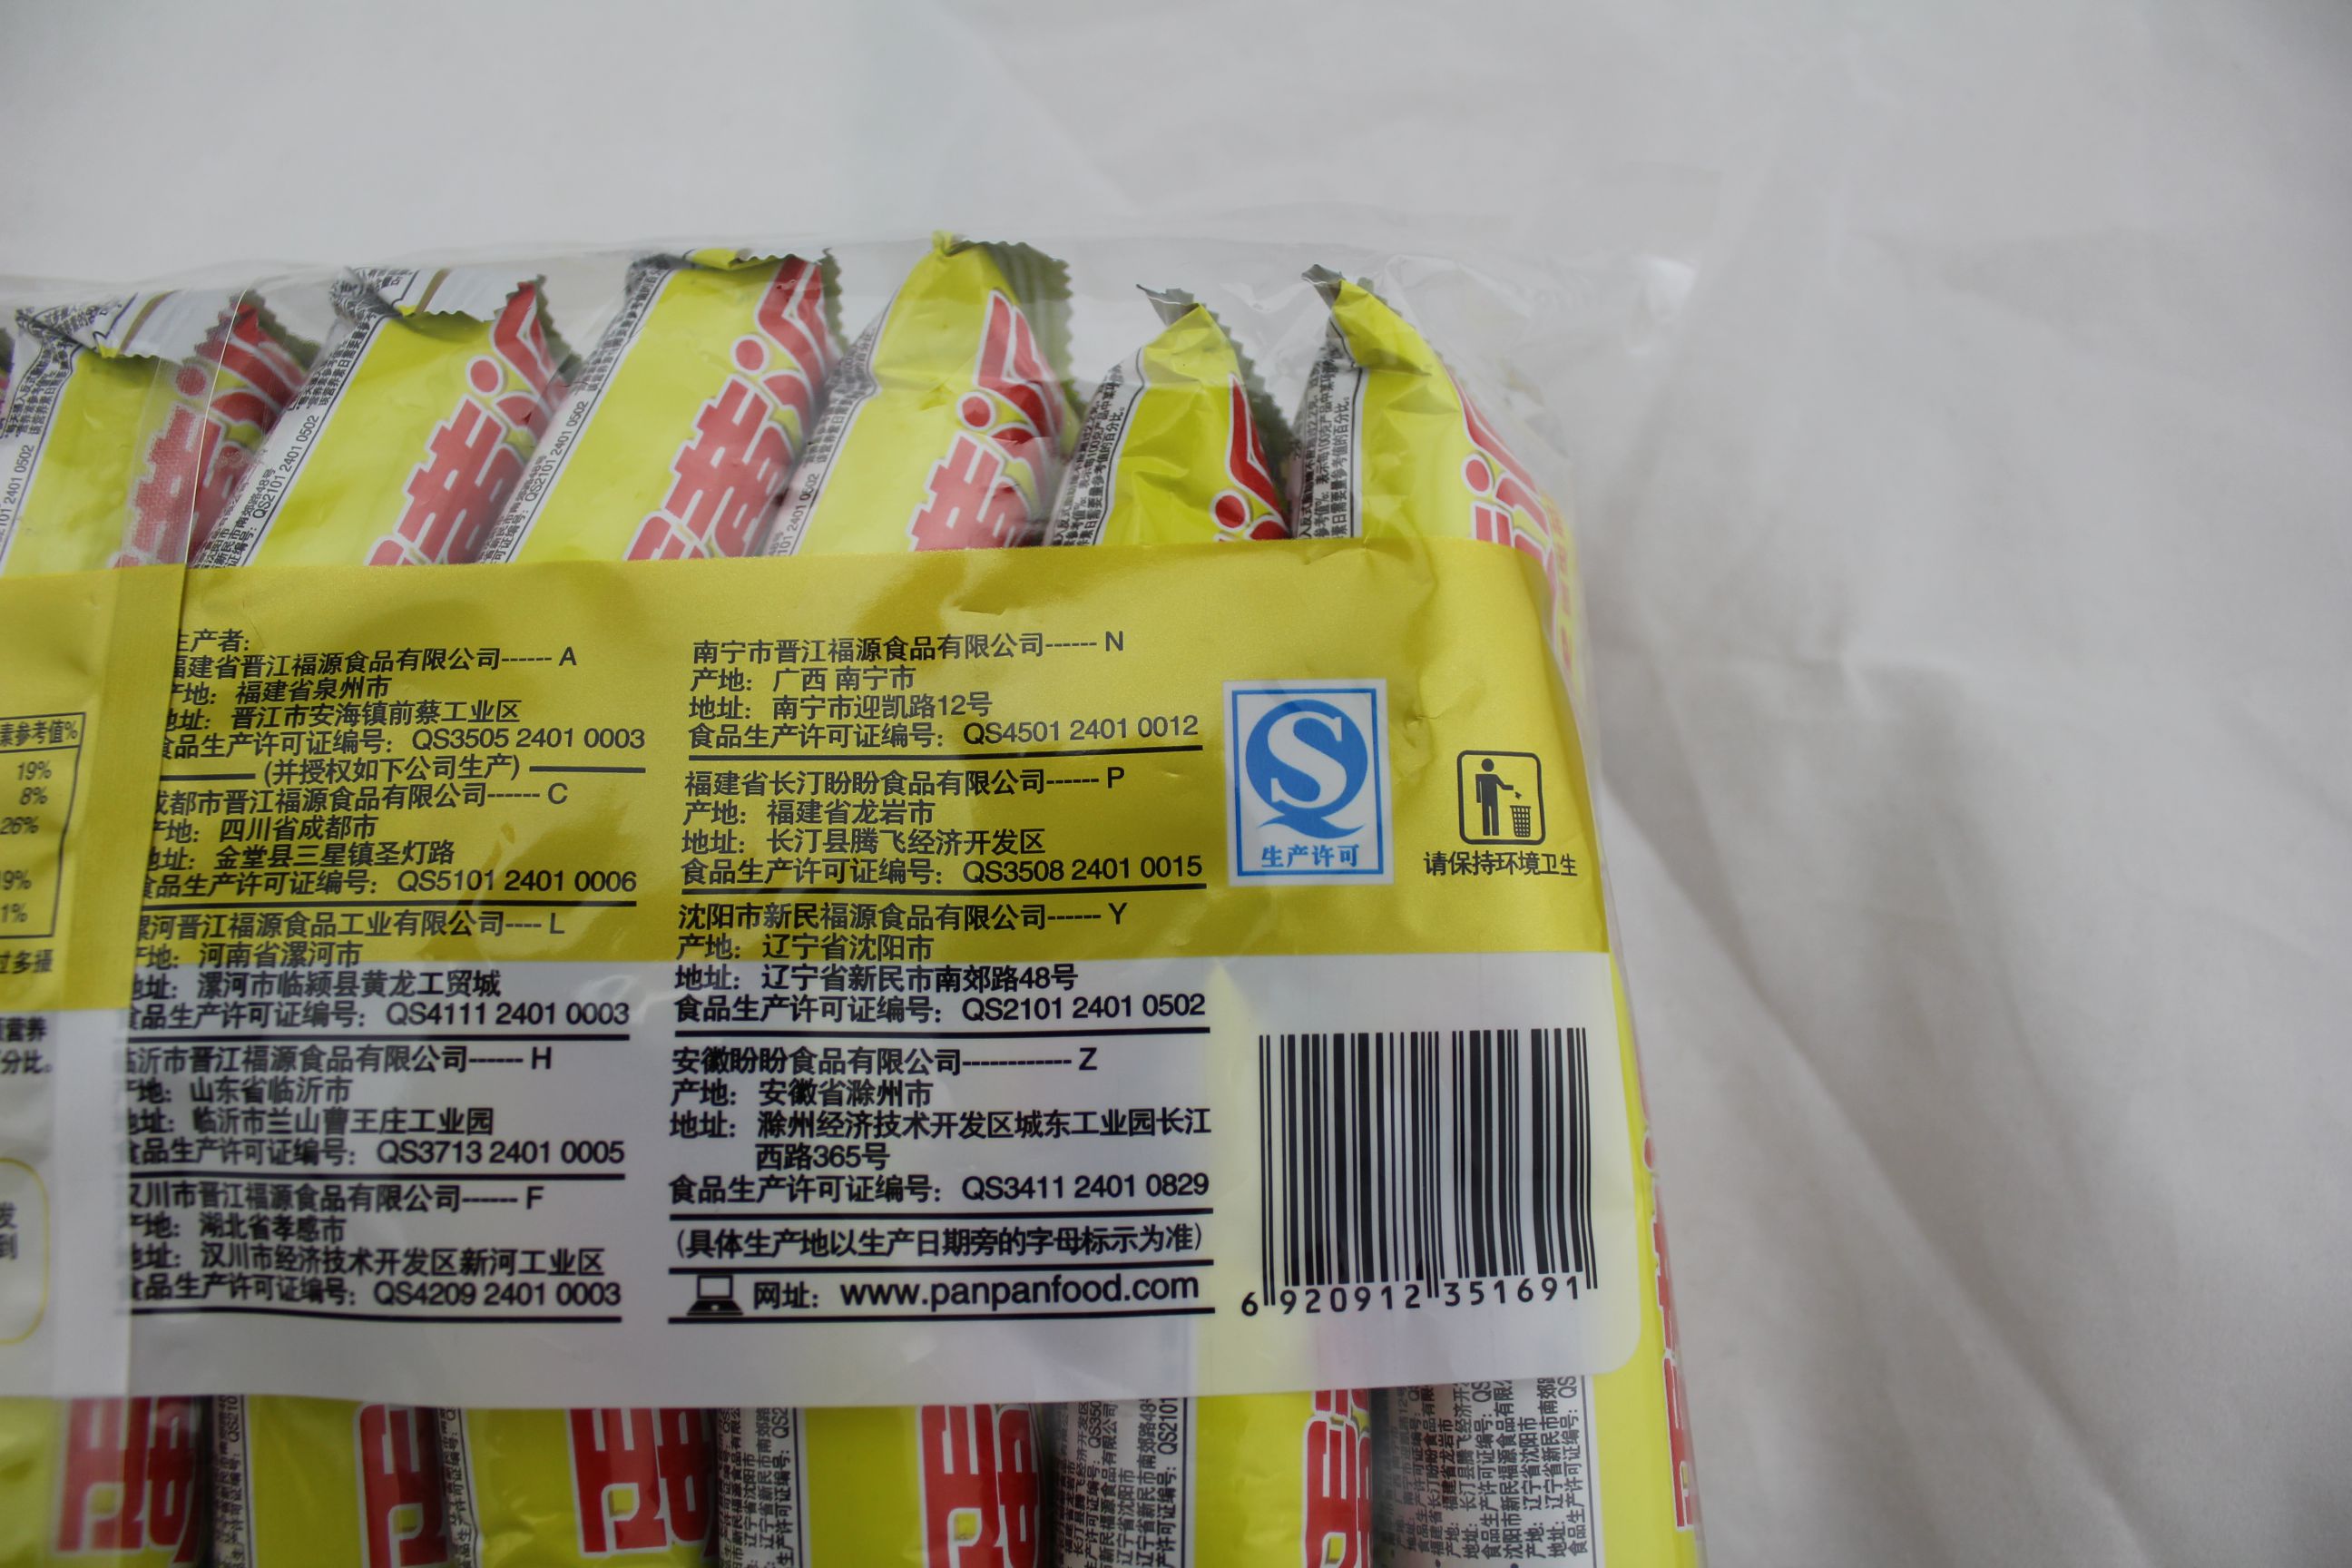 生产者:
福建省晋江福源食品有限公司------ A
产地: 福建省泉州市
地址: 晋江市安海镇前蔡工业区
食品生产许可证编号: QS3505 2401 0003
(并授权如下公司生产)
成都市晋江福源食品有限公司------ C
产地: 四川省成都市
地址: 金堂县三星镇圣灯路
食品生产许可证编号: QS5101 2401 0006
漯河晋江福源食品工业有限公司---- L
产地: 河南省漯河市
地址: 漯河市临颍县黄龙工贸城
食品生产许可证编号: QS4111 2401 0003
临沂市晋江福源食品有限公司------ H
产地: 山东省临沂市
地址: 临沂市兰山曹王庄工业园
食品生产许可证编号: QS3713 2401 0005
汉川市晋江福源食品有限公司------ F
产地: 湖北省孝感市
地址: 汉川市经济技术开发区新河工业区
食品生产许可证编号: QS4209 2401 0003
南宁市晋江福源食品有限公司------ N
产地: 广西 南宁市
地址: 南宁市迎凯路12号
食品生产许可证编号: QS4501 2401 0012
福建省长汀盼盼食品有限公司------ P
产地: 福建省龙岩市
地址: 长汀县腾飞经济开发区
食品生产许可证编号: QS3508 2401 0015
沈阳市新民福源食品有限公司------ Y
产地: 辽宁省沈阳市
地址: 辽宁省新民市南郊路48号
食品生产许可证编号: QS2101 2401 0502
安徽盼盼食品有限公司------------ Z
产地: 安徽省滁州市
地址: 滁州经济技术开发区城东工业园长江
西路365号
食品生产许可证编号: QS3411 2401 0829
(具体生产地以生产日期旁的字母标示为准)
网址: www.panpanfood.com
生产许可
请保持环境卫生
6 920912 351691
素参考值%
19%
8%
26%
9%
1%
过多摄
营养
分比。
发
到